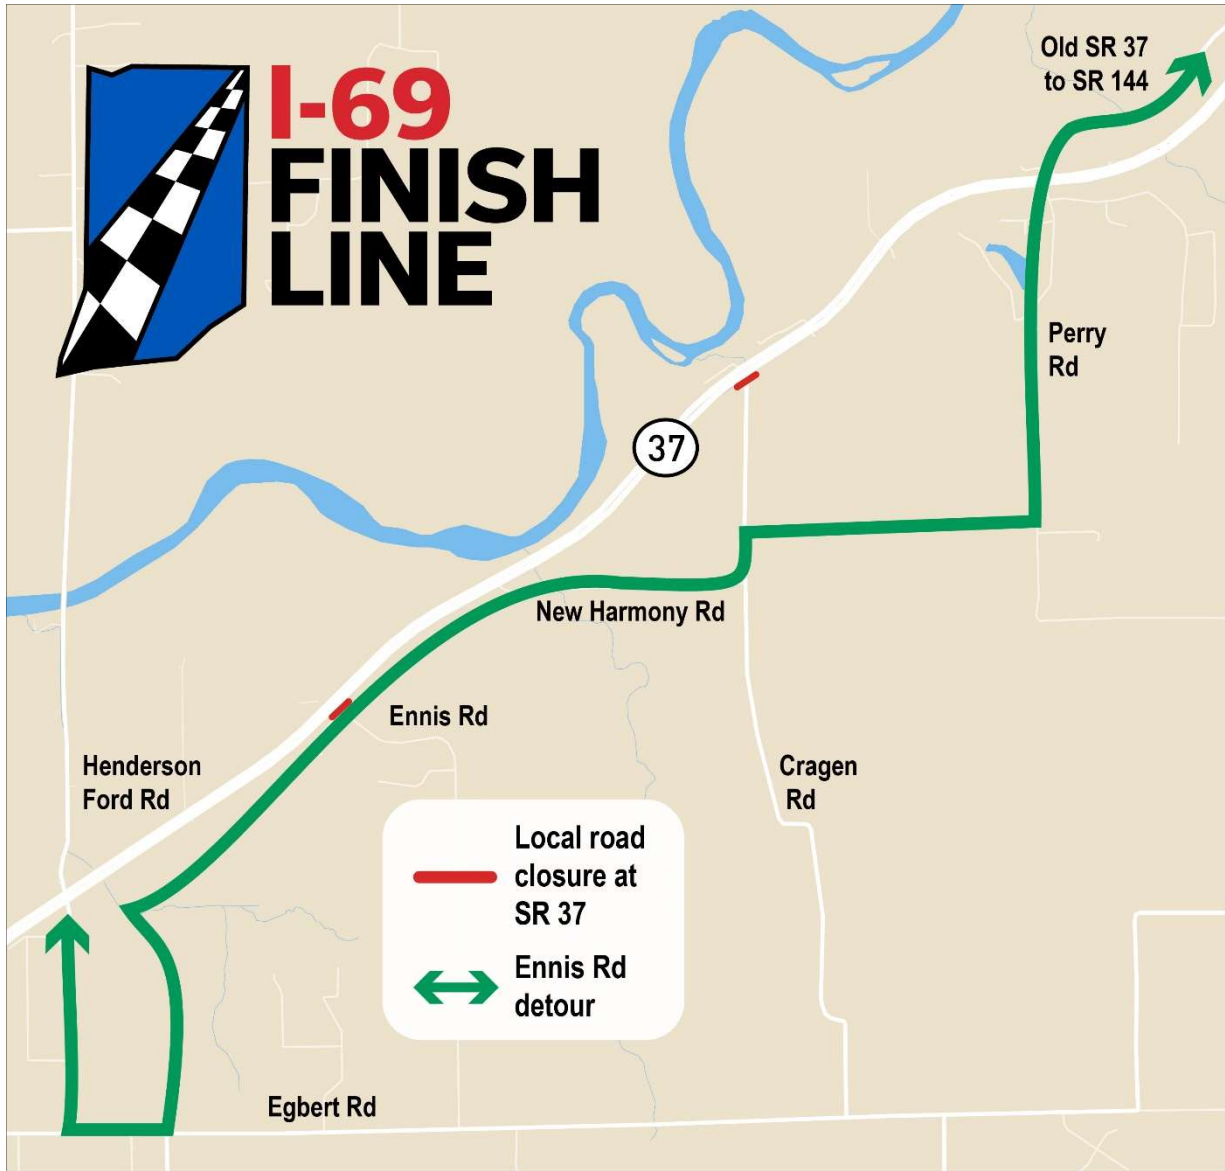 I-69
FINISH
LINE
Old SR 37
to SR 144
Perry
Rd
37
New Harmony Rd
Ennis Rd
Henderson
Ford Rd
Cragen
Rd
Local road
closure at
SR 37
Ennis Rd
detour
Egbert Rd